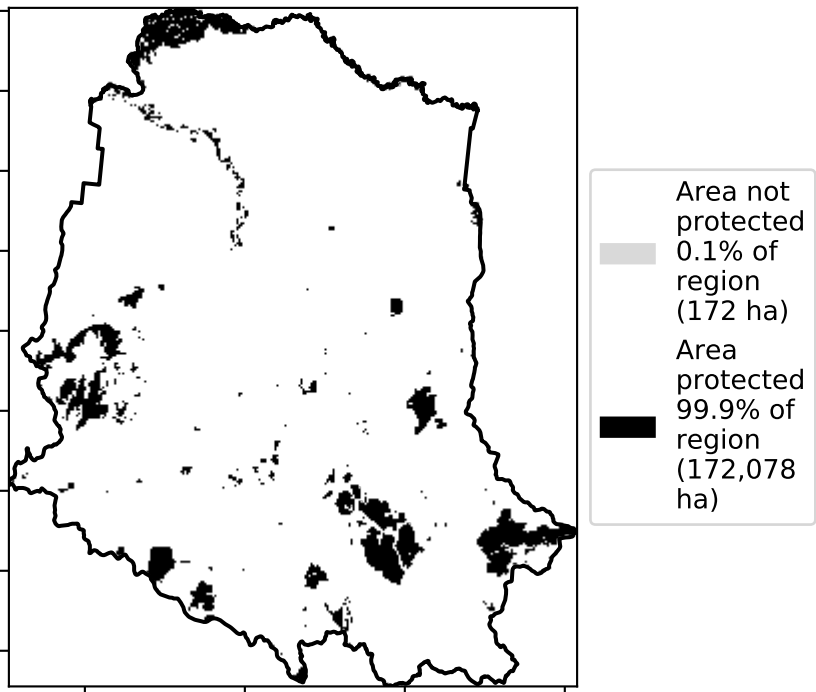 Area not
protected
0.1% of
region
(172 ha)
Area
protected
99.9% of
region
(172,078
ha)